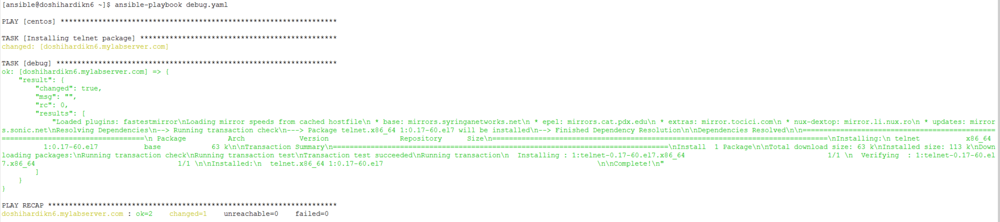 [ansible@doshihardikn6 ~]$ ansible-playbook debug.yaml
PLAY [centos] ******************************************************************
TASK [Installing telnet package] ***********************************************
changed: [doshihardikn6.mylabserver.com]
TASK [debug] *******************************************************************
ok: [doshihardikn6.mylabserver.com] => {
    "result": {
        "changed": true,
        "msg": "",
        "rc": 0,
        "results": [
            "Loaded plugins: fastestmirror\nLoading mirror speeds from cached hostfile\n * base: mirrors.syringanetworks.net\n * epel: mirrors.cat.pdx.edu\n * extras: mirror.tocici.com\n * nux-dextop: mirror.li.nux.ro\n * updates: mirror
s.sonic.net\nResolving Dependencies\n--> Running transaction check\n---> Package telnet.x86_64 1:0.17-60.el7 will be installed\n--> Finished Dependency Resolution\n\nDependencies Resolved\n\n==============================================
==================================\n Package          Arch             Version                 Repository      Size\n================================================================================\nInstalling:\n telnet           x86_64
          1:0.17-60.el7           base            63 k\n\nTransaction Summary\n================================================================================\nInstall  1 Package\n\nTotal download size: 63 k\nInstalled size: 113 k\nDown
loading packages:\nRunning transaction check\nRunning transaction test\nTransaction test succeeded\nRunning transaction\n  Installing : 1:telnet-0.17-60.el7.x86_64                                  1/1 \n  Verifying  : 1:telnet-0.17-60.el
7.x86_64                                  1/1 \n\nInstalled:\n  telnet.x86_64 1:0.17-60.el7                                                   \n\nComplete!\n"
        ]
    }
}
PLAY RECAP *********************************************************************
doshihardikn6.mylabserver.com : ok=2    changed=1    unreachable=0    failed=0